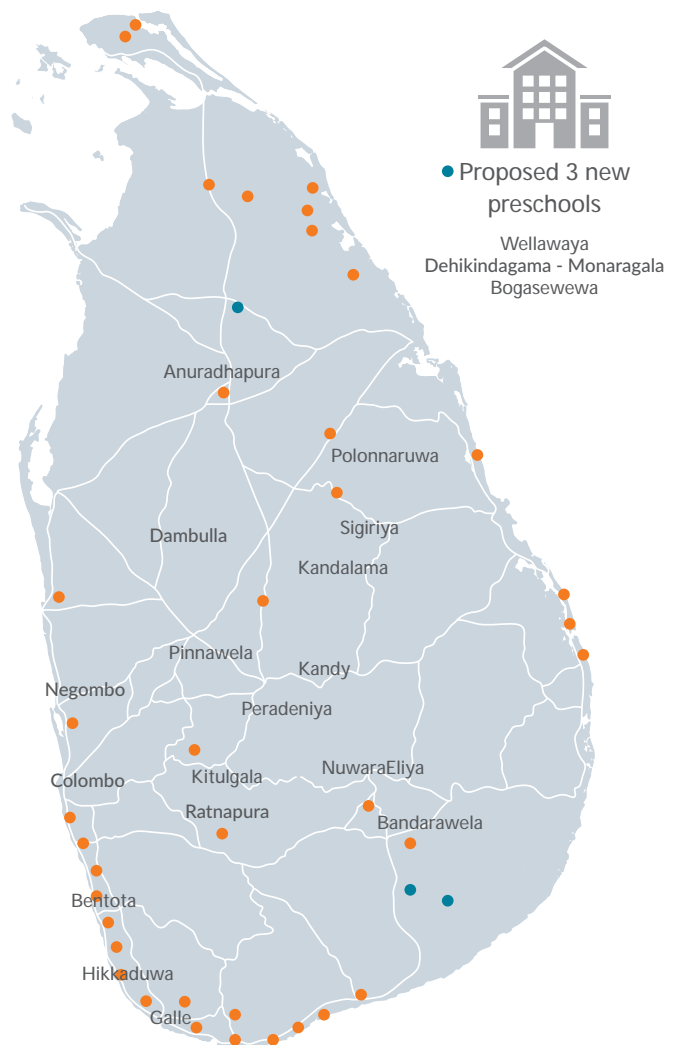 Proposed 3 new
preschools
Wellawaya
Dehikindagama - Monaragala
Bogasewewa
Anuradhapura
Polonnaruwa
Sigiriya
Dambulla
Kandalama
Pinnawela
Kandy
Negombo
Peradeniya
NuwaraEliya
Colombo
Kitulgala
Ratnapura
Bandarawela
Bentota
Hikkaduwa
Galle